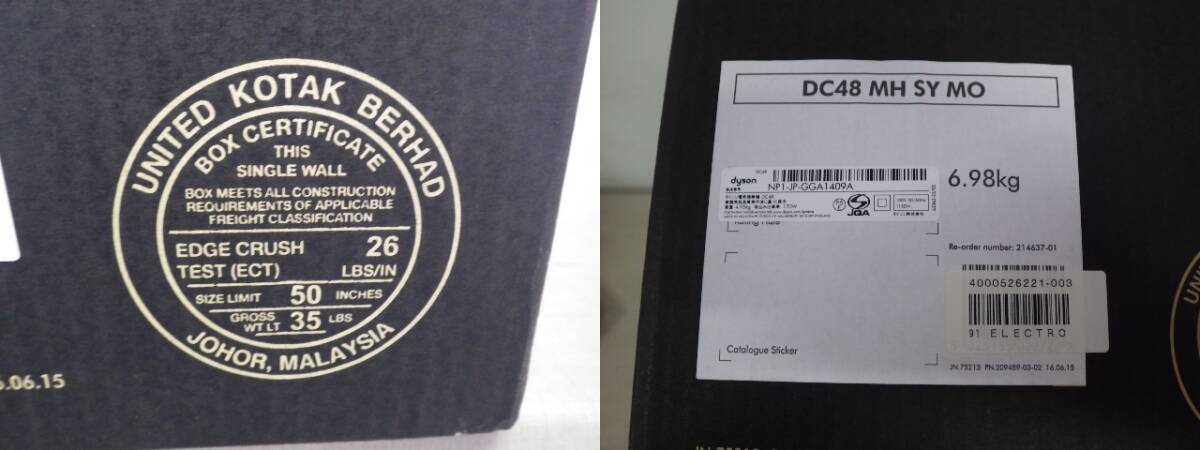 UNITED KOTAK BERHAD
BOX CERTIFICATE
THIS
SINGLE WALL
BOX MEETS ALL CONSTRUCTION
REQUIREMENTS OF APPLICABLE
FREIGHT CLASSIFICATION
EDGE CRUSH 26
TEST (ECT) LBS/IN
SIZE LIMIT 50 INCHES
GROSS
WT LT 35 LBS
JOHOR, MALAYSIA
.06.15
DC48 MH SY MO
DC48
dyson
NP1-JP-GGA1409A
JQA
6.98kg
Re-order number: 214637-01
4000526221-003
91 ELECTRO
Catalogue Sticker
JN.75213 PN.209489-03-02 16.06.15